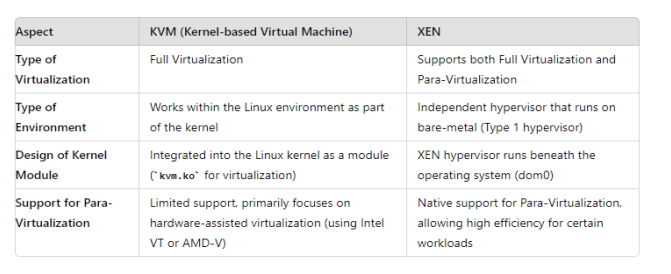 Aspect
KVM (Kernel-based Virtual Machine)
XEN
Type of
Virtualization
Full Virtualization
Supports both Full Virtualization and
Para-Virtualization
Type of
Environment
Works within the Linux environment as part
of the kernel
Independent hypervisor that runs on
bare-metal (Type 1 hypervisor)
Design of Kernel
Module
Integrated into the Linux kernel as a module
(`kvm.ko` for virtualization)
XEN hypervisor runs beneath the
operating system (dom0)
Support for Para-
Virtualization
Limited support, primarily focuses on
hardware-assisted virtualization (using Intel
VT or AMD-V)
Native support for Para-Virtualization,
allowing high efficiency for certain
workloads